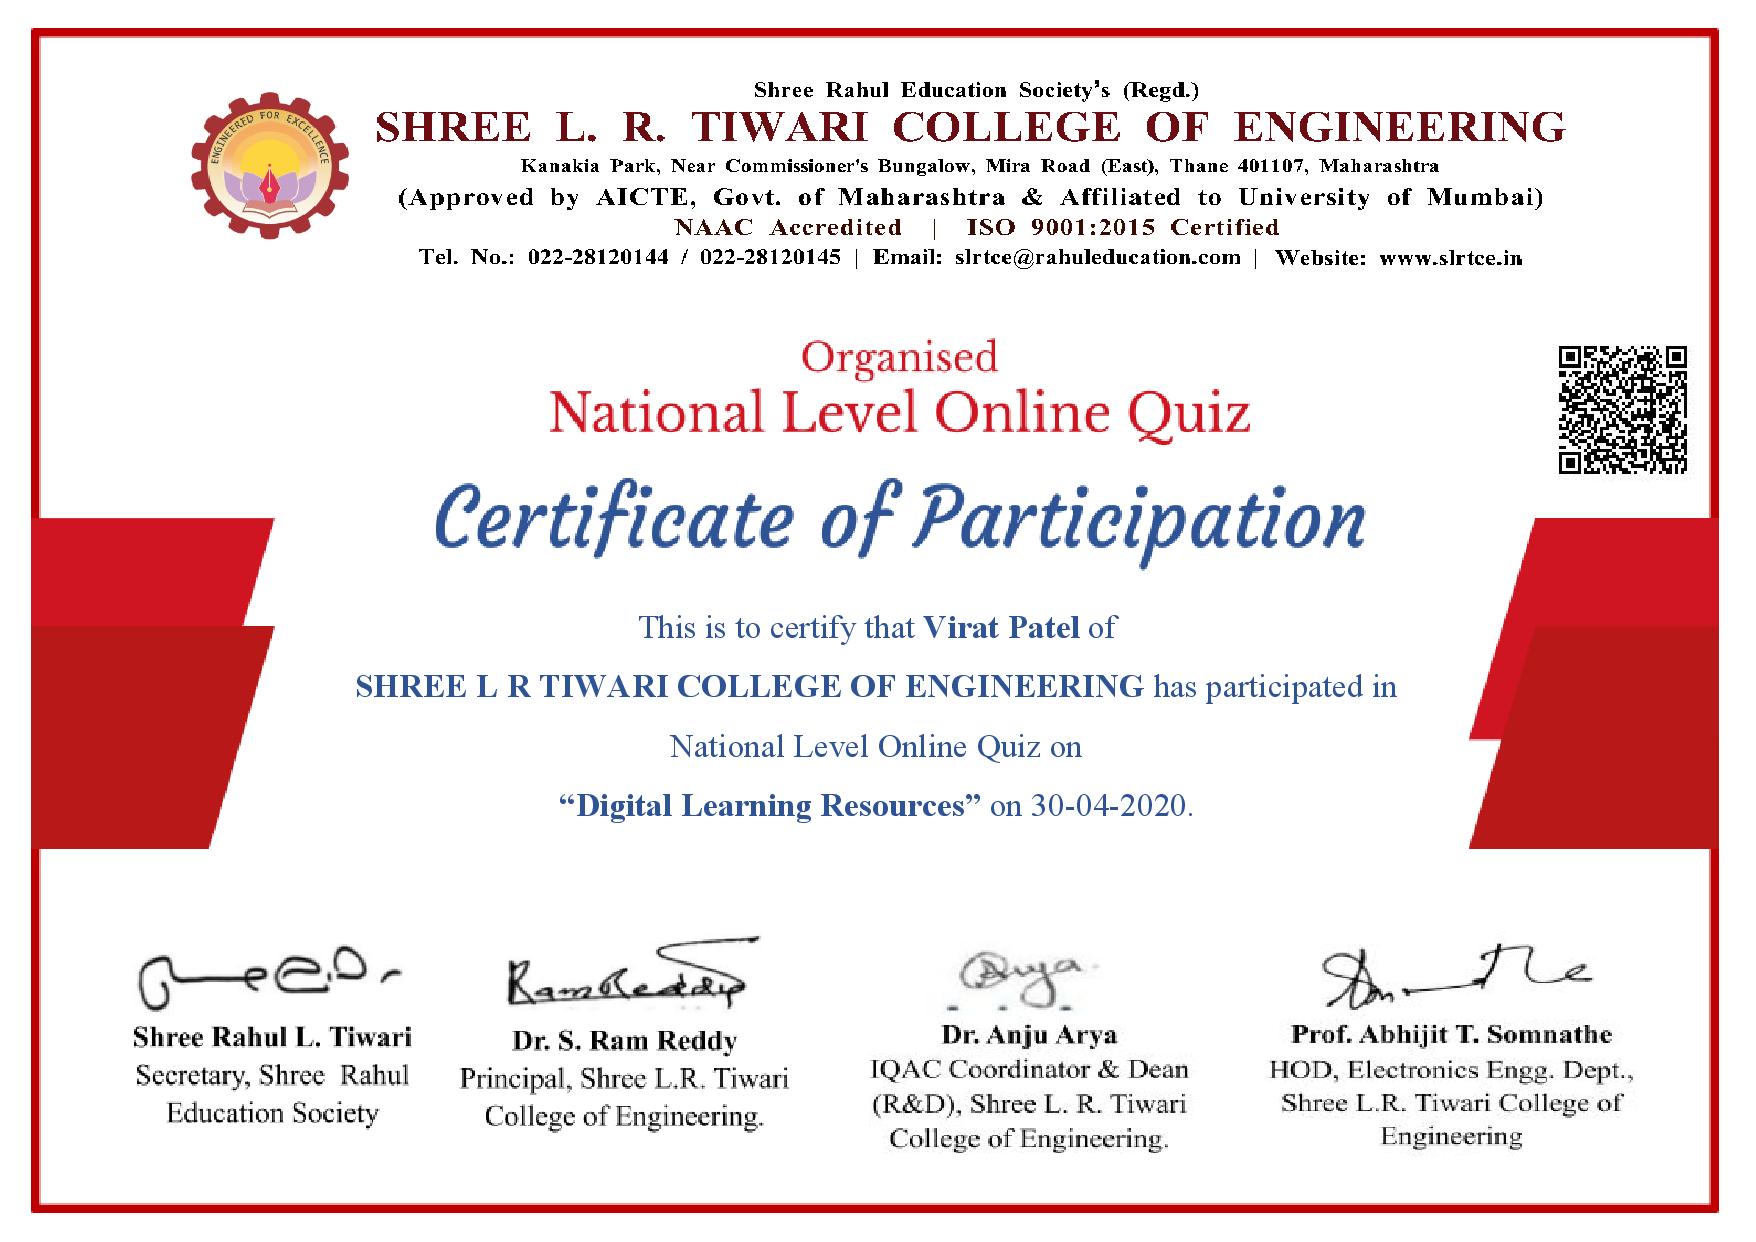 Shree Rahul Education Society's (Regd.)
SHREE L. R. TIWARI COLLEGE OF ENGINEERING
Kanakia Park, Near Commissioner's Bungalow, Mira Road (East), Thane 401107, Maharashtra
(Approved by AICTE, Govt. of Maharashtra & Affiliated to University of Mumbai)
NAAC Accredited | ISO 9001:2015 Certified
Tel. No.: 022-28120144 / 022-28120145 | Email: slrtce@rahuleducation.com | Website: www.slrtce.in
ENGINEERED FOR EXCELLENCE
Organised
National Level Online Quiz
Certificate of Participation
This is to certify that Virat Patel of
SHREE L R TIWARI COLLEGE OF ENGINEERING has participated in
National Level Online Quiz on
“Digital Learning Resources” on 30-04-2020.
RamReddy
Arya
Shree Rahul L. Tiwari
Secretary, Shree Rahul
Education Society
Dr. S. Ram Reddy
Principal, Shree L.R. Tiwari
College of Engineering.
Dr. Anju Arya
IQAC Coordinator & Dean
(R&D), Shree L. R. Tiwari
College of Engineering.
Prof. Abhijit T. Somnathe
HOD, Electronics Engg. Dept.,
Shree L.R. Tiwari College of
Engineering